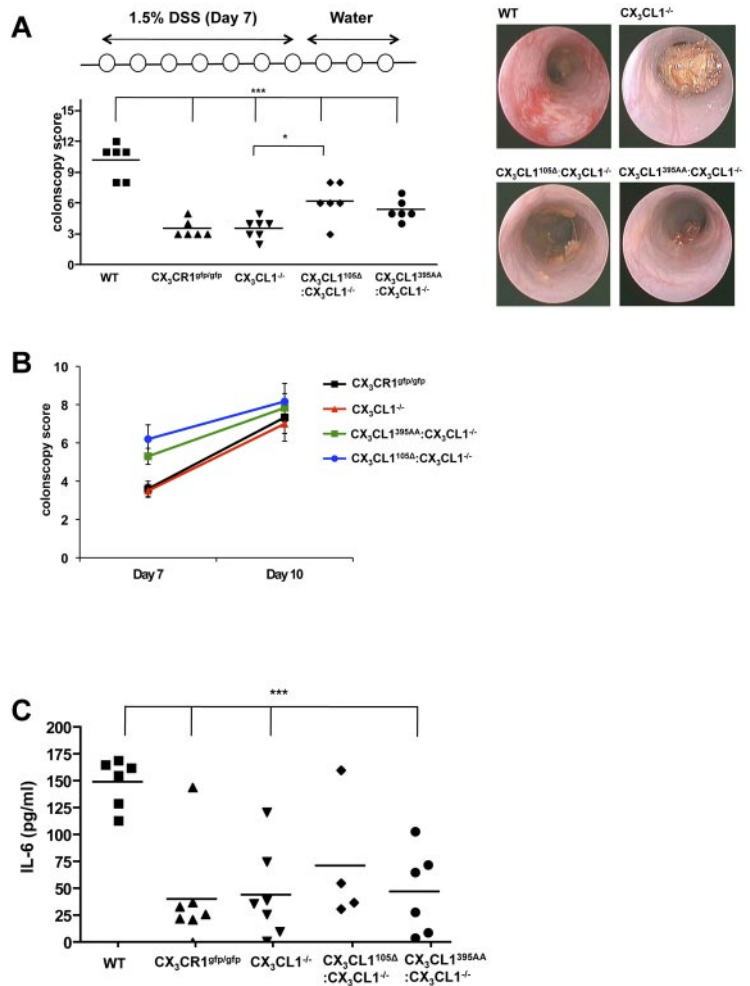 A
1.5% DSS (Day 7) Water
***
*
15
12
9
6
3
0
colonscopy score
WT CX₃CR1gfp/gfp CX₃CL1-/- CX₃CL1105Δ CX₃CL1395AA
:CX₃CL1-/- :CX₃CL1-/-
WT CX₃CL1-/-
CX₃CL1105Δ:CX₃CL1-/- CX₃CL1395AA:CX₃CL1-/-
B
10
8
6
4
2
0
colonscopy score
Day 7 Day 10
CX₃CR1gfp/gfp
CX₃CL1-/-
CX₃CL1395AA:CX₃CL1-/-
CX₃CL1105Δ:CX₃CL1-/-
C
***
200
175
150
125
100
75
50
25
0
IL-6 (pg/ml)
WT CX₃CR1gfp/gfp CX₃CL1-/- CX₃CL1105Δ CX₃CL1395AA
:CX₃CL1-/- :CX₃CL1-/-